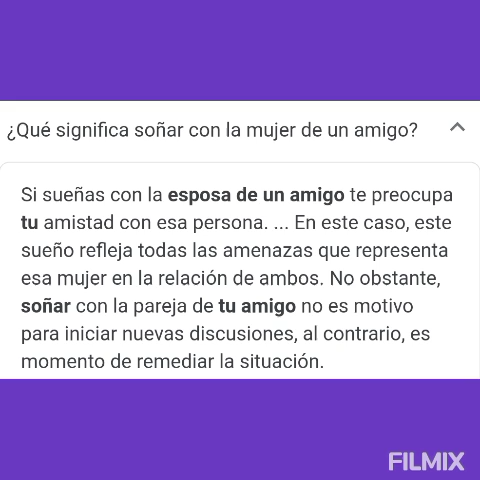 ¿Qué significa soñar con la mujer de un amigo?
Si sueñas con la esposa de un amigo te preocupa
tu amistad con esa persona. ... En este caso, este
sueño refleja todas las amenazas que representa
esa mujer en la relación de ambos. No obstante,
soñar con la pareja de tu amigo no es motivo
para iniciar nuevas discusiones, al contrario, es
momento de remediar la situación.
FILMIX